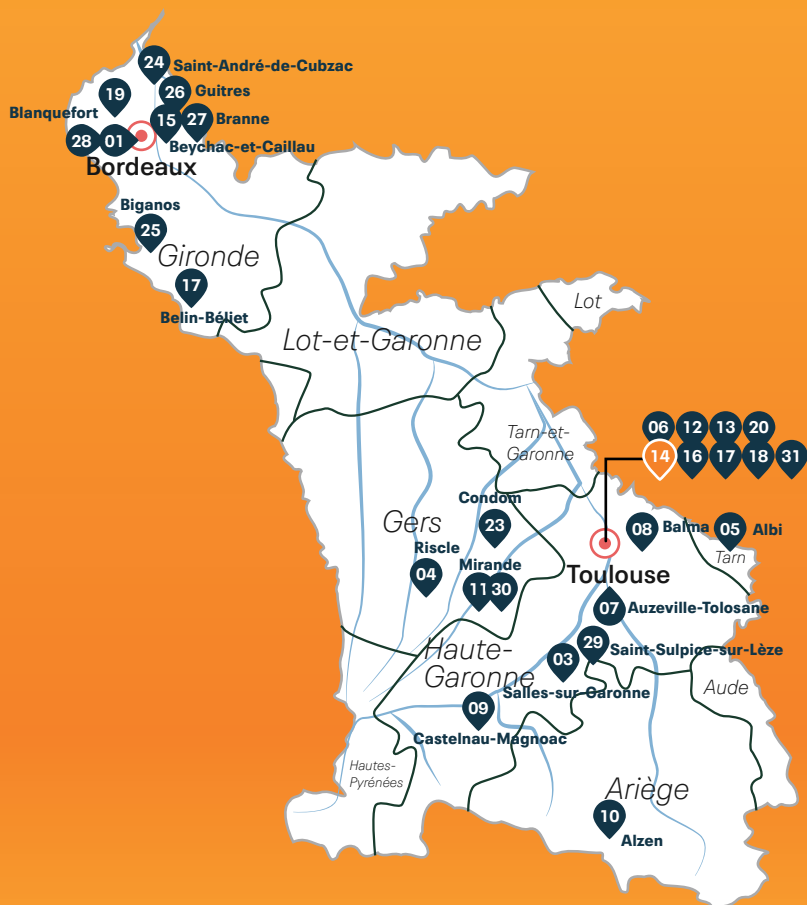 24
Saint-André-de-Cubzac
19
26
Guitres
Blanquefort
15
27
Branne
28
01
Beychac-et-Caillau
Bordeaux
Biganos
25
Gironde
17
Belin-Béliet
Lot
Lot-et-Garonne
06
12
13
20
Tarn-et-
Garonne
14
16
17
18
31
Condom
23
Gers
08
Balma
05
Albi
Riscle
04
Mirande
11
30
Tarn
Toulouse
07
Auzeville-Tolosane
29
Saint-Sulpice-sur-Lèze
Haute-
Garonne
03
Salles-sur-Garonne
Aude
09
Castelnau-Magnoac
Hautes-
Pyrénées
Ariège
10
Alzen